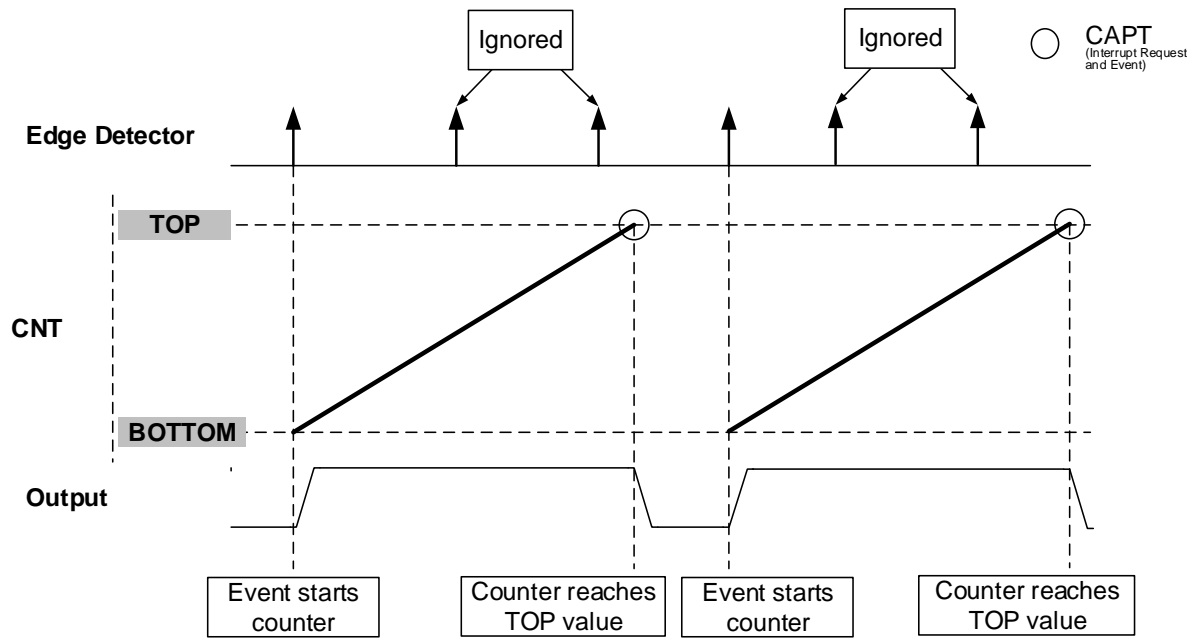 Ignored
Ignored
CAPT
(Interrupt Request
and Event)
Edge Detector
TOP
CNT
BOTTOM
Output
Event starts
counter
Counter reaches
TOP value
Event starts
counter
Counter reaches
TOP value